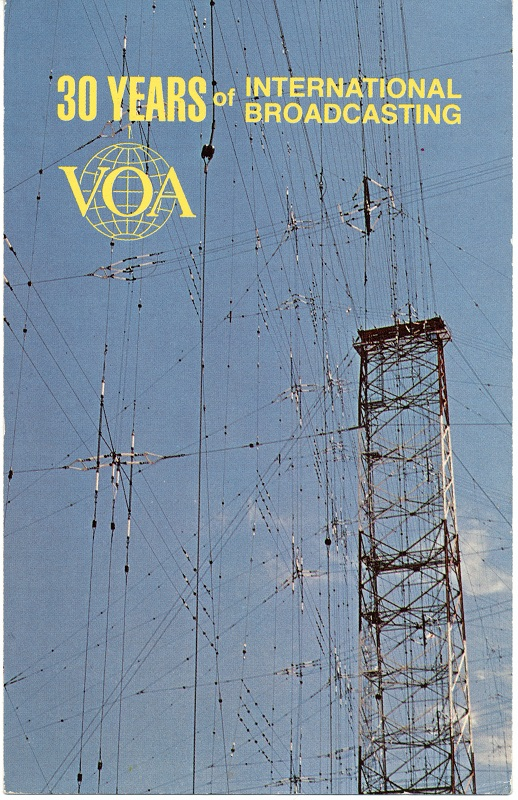 30 YEARS of INTERNATIONAL
BROADCASTING
VOA